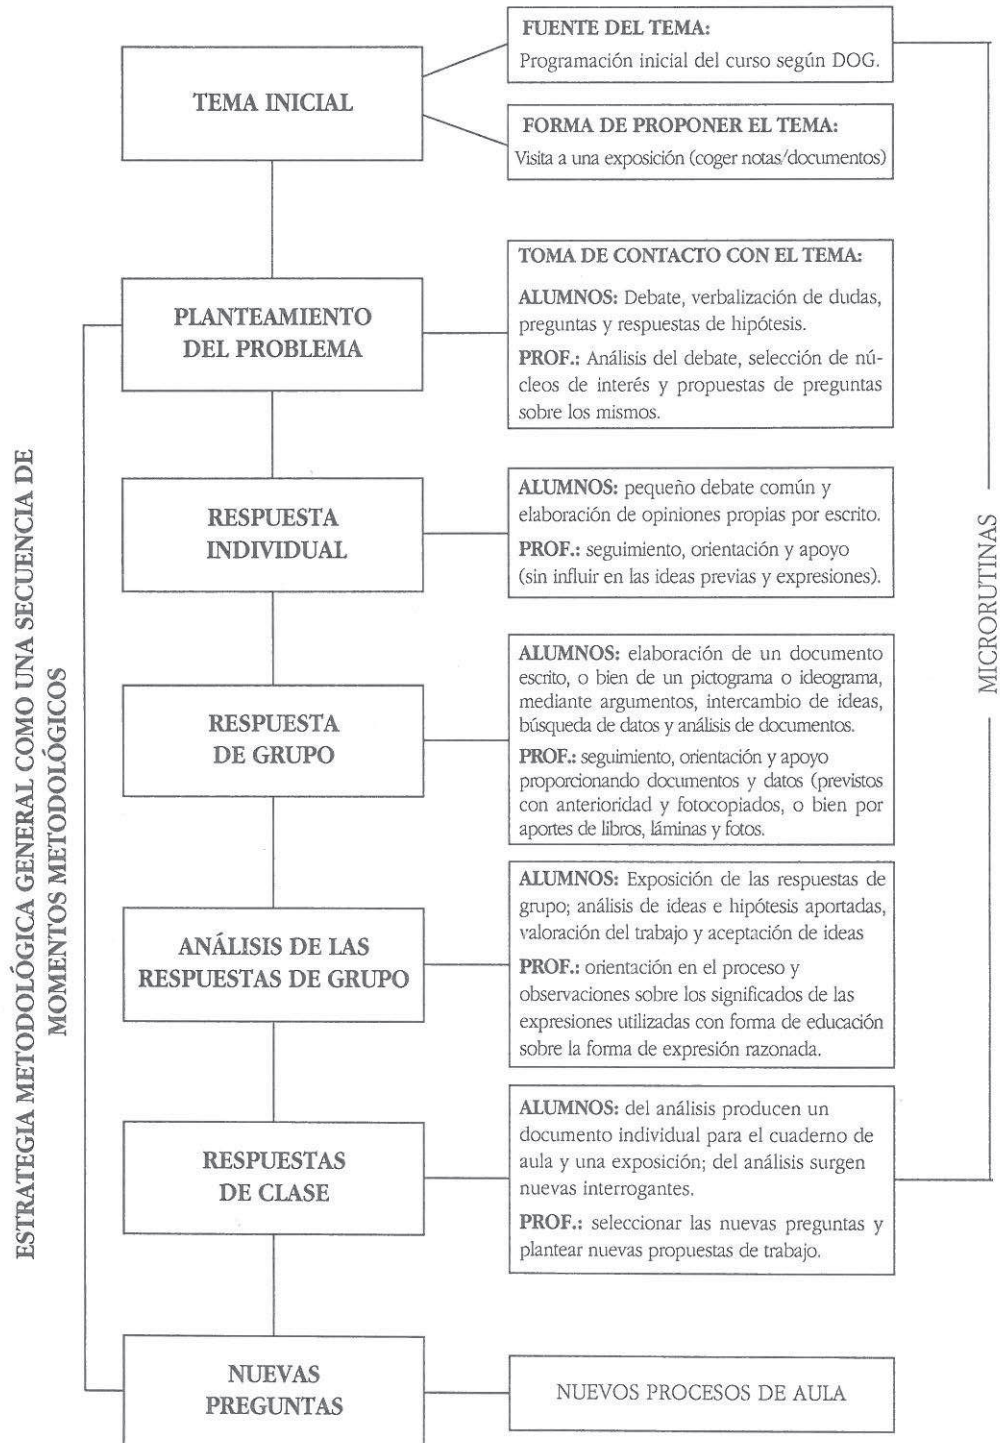 FUENTE DEL TEMA:
Programación inicial del curso según DOG.
TEMA INICIAL
FORMA DE PROPONER EL TEMA:
Visita a una exposición (coger notas/documentos)
TOMA DE CONTACTO CON EL TEMA:
ALUMNOS: Debate, verbalización de dudas,
preguntas y respuestas de hipótesis.
PROF.: Análisis del debate, selección de nú-
cleos de interés y propuestas de preguntas
sobre los mismos.
PLANTEAMIENTO
DEL PROBLEMA
RESPUESTA
INDIVIDUAL
ALUMNOS: pequeño debate común y
elaboración de opiniones propias por escrito.
PROF.: seguimiento, orientación y apoyo
(sin influir en las ideas previas y expresiones).
RESPUESTA
DE GRUPO
ALUMNOS: elaboración de un documento
escrito, o bien de un pictograma o ideograma,
mediante argumentos, intercambio de ideas,
búsqueda de datos y análisis de documentos.
PROF.: seguimiento, orientación y apoyo
proporcionando documentos y datos (previstos
con anterioridad y fotocopiados, o bien por
aportes de libros, láminas y fotos.
ANÁLISIS DE LAS
RESPUESTAS DE GRUPO
ALUMNOS: Exposición de las respuestas de
grupo; análisis de ideas e hipótesis aportadas,
valoración del trabajo y aceptación de ideas
PROF.: orientación en el proceso y
observaciones sobre los significados de las
expresiones utilizadas con forma de educación
sobre la forma de expresión razonada.
RESPUESTAS
DE CLASE
ALUMNOS: del análisis producen un
documento individual para el cuaderno de
aula y una exposición; del análisis surgen
nuevas interrogantes.
PROF.: seleccionar las nuevas preguntas y
plantear nuevas propuestas de trabajo.
NUEVAS
PREGUNTAS
NUEVOS PROCESOS DE AULA
ESTRATEGIA METODOLÓGICA GENERAL COMO UNA SECUENCIA DE
MOMENTOS METODOLÓGICOS
MICRORUTINAS